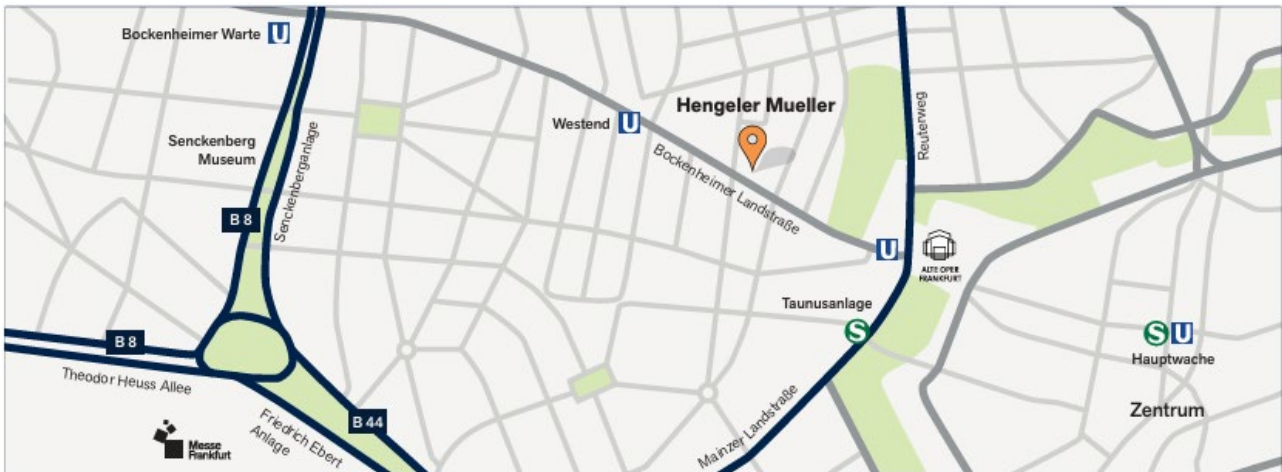 Bockenheimer Warte U
Senckenberg
Museum
Senckenberganlage
B 8
B 8
Theodor Heuss Allee
Messe
Frankfurt
Friedrich Ebert
Anlage
B 44
Westend U
Hengeler Mueller
Bockenheimer Landstraße
Reuterweg
U
ALTE OPER
FRANKFURT
Taunusanlage
S
Mainzer Landstraße
S U
Hauptwache
Zentrum